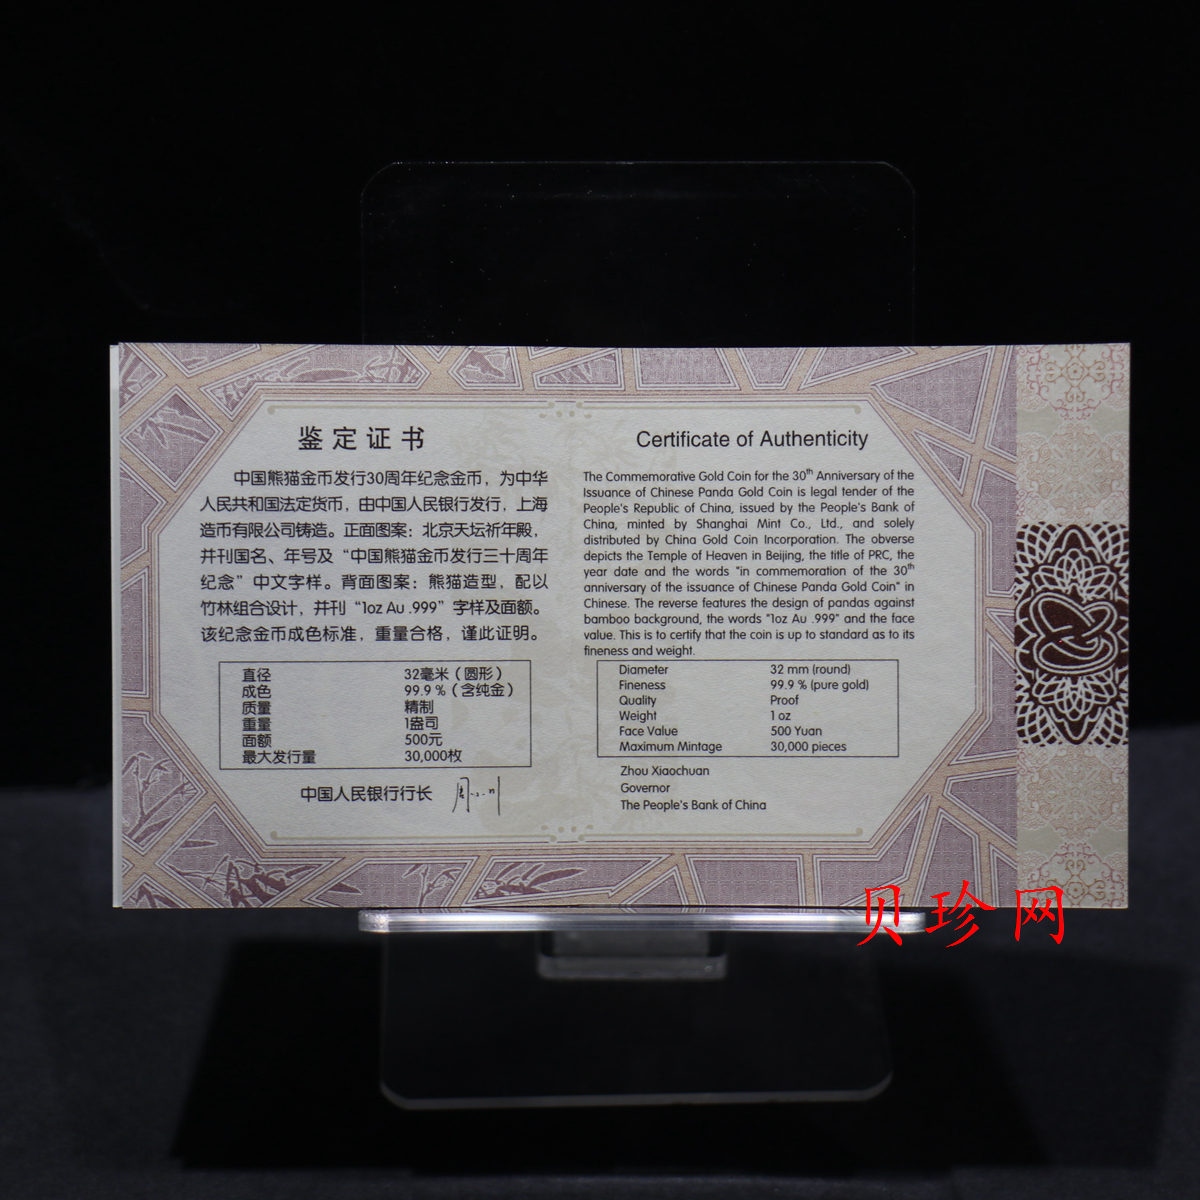 鉴定证书
中国熊猫金币发行30周年纪念金币，为中华
人民共和国法定货币，由中国人民银行发行，上海
造币有限公司铸造。正面图案：北京天坛祈年殿，
并刊国名、年号及“中国熊猫金币发行三十周年
纪念”中文字样。背面图案：熊猫造型，配以
竹林组合设计，并刊“1oz Au .999”字样及面额。
该纪念金币成色标准，重量合格，谨此证明。
直径 32毫米（圆形）
成色 99.9％（含纯金）
质量 精制
重量 1盎司
面额 500元
最大发行量 30,000枚
中国人民银行行长
Certificate of Authenticity
The Commemorative Gold Coin for the 30th Anniversary of the
Issuance of Chinese Panda Gold Coin is legal tender of the
People's Republic of China, issued by the People's Bank of
China, minted by Shanghai Mint Co., Ltd., and solely
distributed by China Gold Coin Incorporation. The obverse
depicts the Temple of Heaven in Beijing, the title of PRC, the
year date and the words "in commemoration of the 30th
anniversary of the issuance of Chinese Panda Gold Coin" in
Chinese. The reverse features the design of pandas against
bamboo background, the words "1oz Au .999" and the face
value. This is to certify that the coin is up to standard as to its
fineness and weight.
Diameter 32 mm (round)
Fineness 99.9 % (pure gold)
Quality Proof
Weight 1 oz
Face Value 500 Yuan
Maximum Mintage 30,000 pieces
Zhou Xiaochuan
Governor
The People's Bank of China
贝珍网